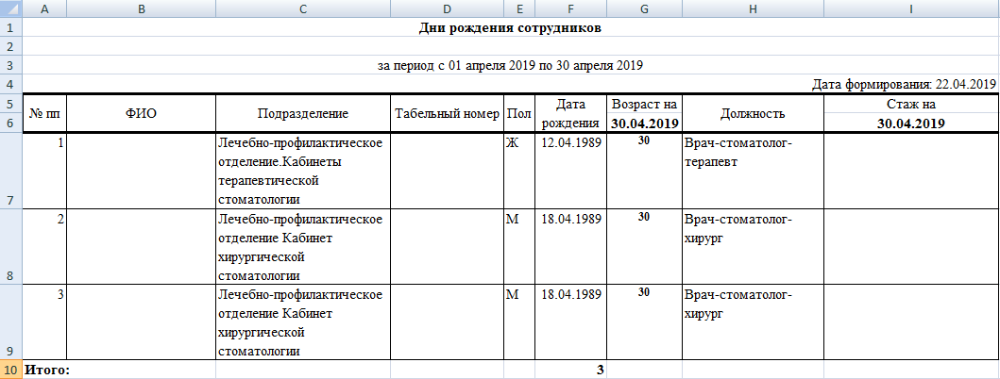 A B C D E F G H I
1 Дни рождения сотрудников
2
3 за период с 01 апреля 2019 по 30 апреля 2019
4 Дата формирования: 22.04.2019
5 № пп ФИО Подразделение Табельный номер Пол Дата Возраст на Должность Стаж на
6 рождения 30.04.2019 30.04.2019
1 Лечебно-профилактическое Ж 12.04.1989 30 Врач-стоматолог-
отделение.Кабинеты терапевт
терапевтической
7 стоматологии
2 Лечебно-профилактическое М 18.04.1989 30 Врач-стоматолог-
отделение Кабинет хирург
хирургической
8 стоматологии
3 Лечебно-профилактическое М 18.04.1989 30 Врач-стоматолог-
отделение Кабинет хирург
хирургической
9 стоматологии
10 Итого: 3